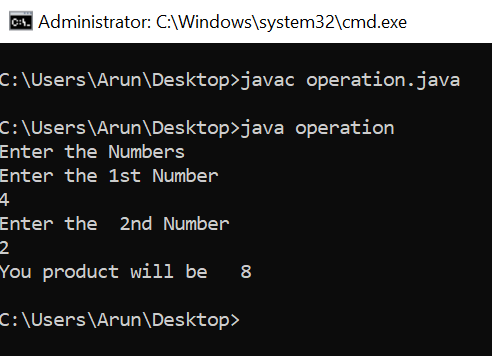 Administrator: C:\Windows\system32\cmd.exe
C:\Users\Arun\Desktop>javac operation.java
C:\Users\Arun\Desktop>java operation
Enter the Numbers
Enter the 1st Number
4
Enter the  2nd Number
2
You product will be   8
C:\Users\Arun\Desktop>